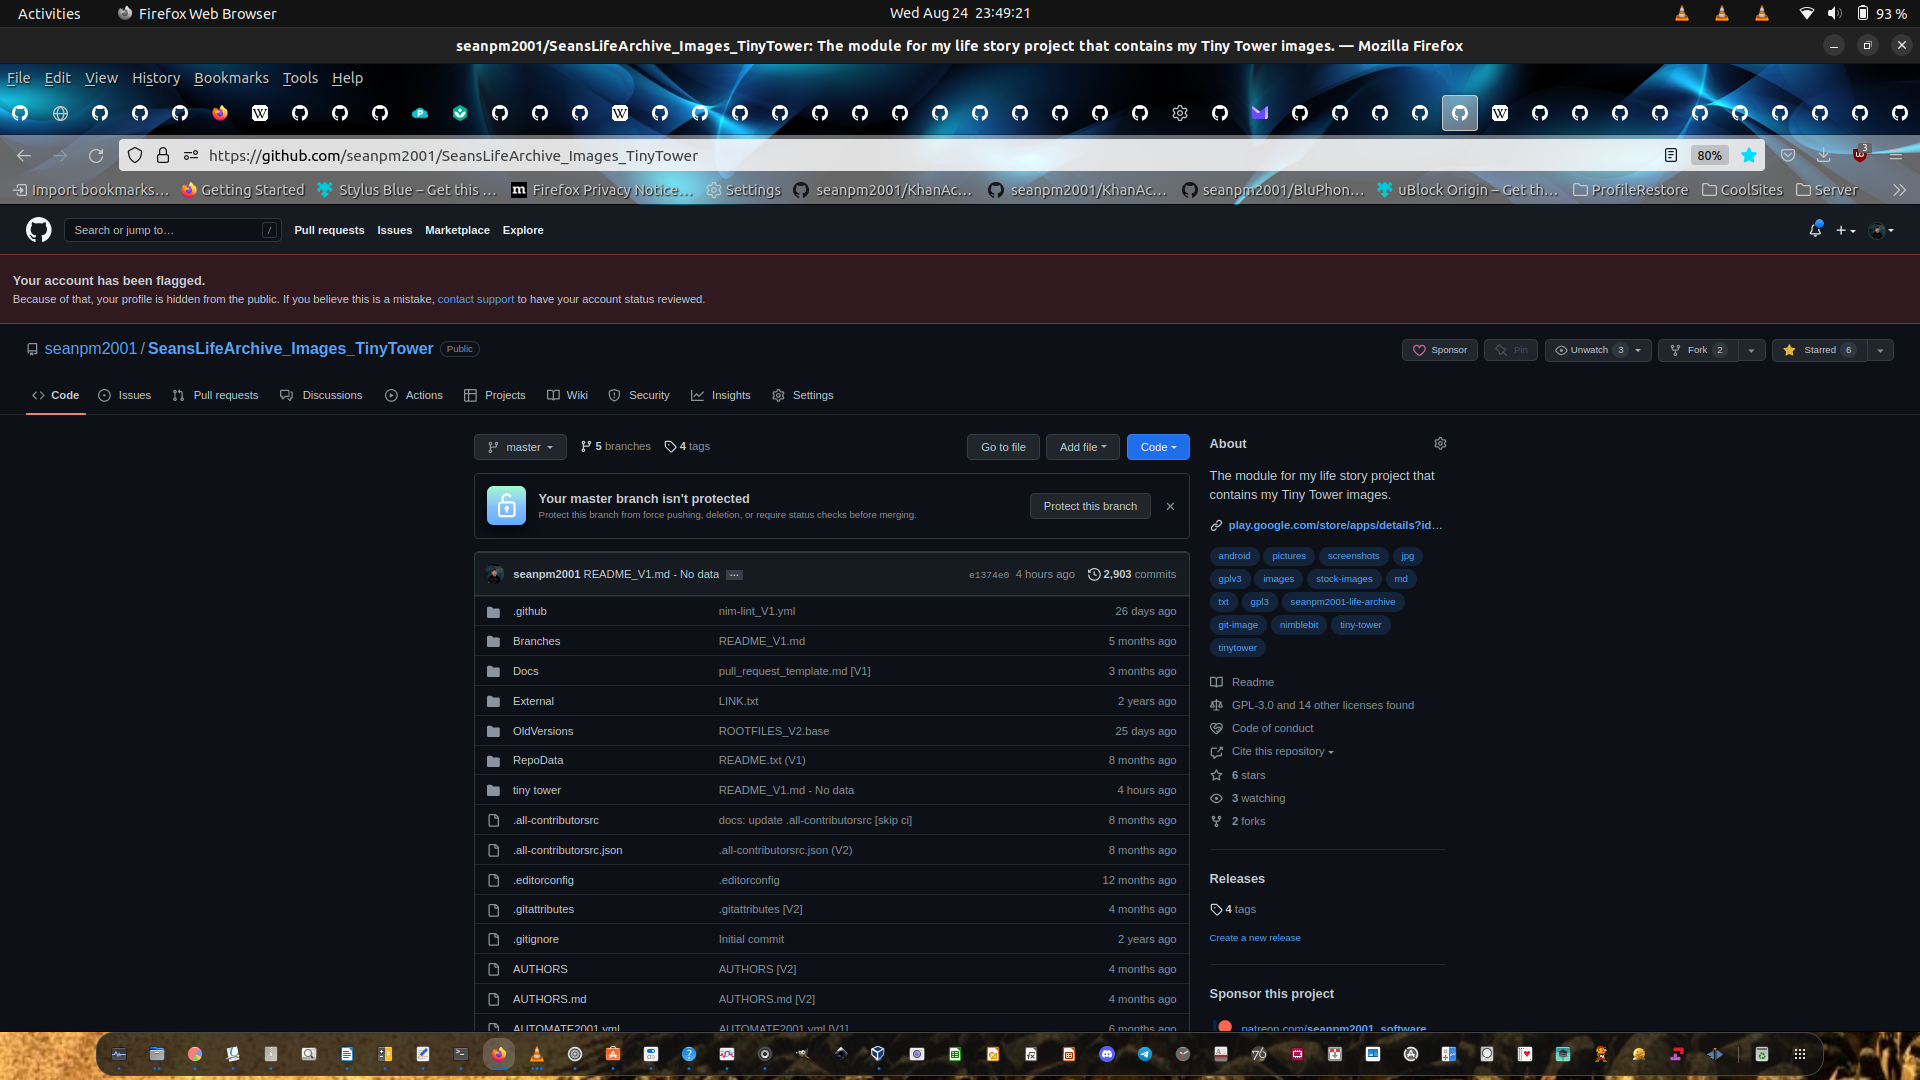 Activities
Firefox Web Browser
Wed Aug 24 23:49:21
93 %
seanpm2001/SeansLifeArchive_Images_TinyTower: The module for my life story project that contains my Tiny Tower images. — Mozilla Firefox
File Edit View History Bookmarks Tools Help
https://github.com/seanpm2001/SeansLifeArchive_Images_TinyTower
80%
3
Import bookmarks...
Getting Started
Stylus Blue – Get this ...
Firefox Privacy Notice...
Settings
seanpm2001/KhanAc...
seanpm2001/KhanAc...
seanpm2001/BluPhon...
uBlock Origin – Get th...
ProfileRestore
CoolSites
Server
Search or jump to...
/
Pull requests
Issues
Marketplace
Explore
Your account has been flagged.
Because of that, your profile is hidden from the public. If you believe this is a mistake, contact support to have your account status reviewed.
seanpm2001 / SeansLifeArchive_Images_TinyTower
Public
Sponsor
Pin
Unwatch 3
Fork 2
Starred 6
Code
Issues
Pull requests
Discussions
Actions
Projects
Wiki
Security
Insights
Settings
master
5 branches
4 tags
Go to file
Add file
Code
Your master branch isn't protected
Protect this branch from force pushing, deletion, or require status checks before merging.
Protect this branch
seanpm2001 README_V1.md - No data ...
e1374e0 4 hours ago
2,903 commits
.github nim-lint_V1.yml 26 days ago
Branches README_V1.md 5 months ago
Docs pull_request_template.md [V1] 3 months ago
External LINK.txt 2 years ago
OldVersions ROOTFILES_V2.base 25 days ago
RepoData README.txt (V1) 8 months ago
tiny tower README_V1.md - No data 4 hours ago
.all-contributorsrc docs: update .all-contributorsrc [skip ci] 8 months ago
.all-contributorsrc.json .all-contributorsrc.json (V2) 8 months ago
.editorconfig .editorconfig 12 months ago
.gitattributes .gitattributes [V2] 4 months ago
.gitignore Initial commit 2 years ago
AUTHORS AUTHORS [V2] 4 months ago
AUTHORS.md AUTHORS.md [V2] 4 months ago
AUTOMATE2001.yml AUTOMATE2001.yml [V1] 6 months ago
About
The module for my life story project that
contains my Tiny Tower images.
play.google.com/store/apps/details?id...
android pictures screenshots jpg
gplv3 images stock-images md
txt gpl3 seanpm2001-life-archive
git-image nimblebit tiny-tower
tinytower
Readme
GPL-3.0 and 14 other licenses found
Code of conduct
Cite this repository
6 stars
3 watching
2 forks
Releases
4 tags
Create a new release
Sponsor this project
patreon.com/seanpm2001_software